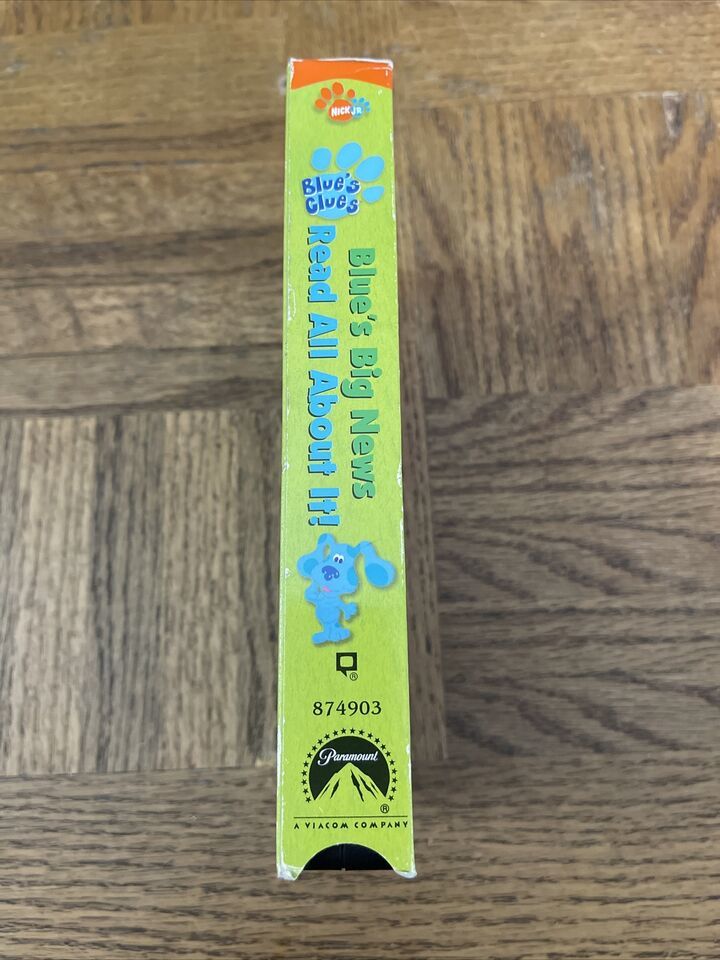 NICK JR
Blue's
Clues
Blue's Big News
Read All About It!
®
874903
Paramount
®
A VIACOM COMPANY